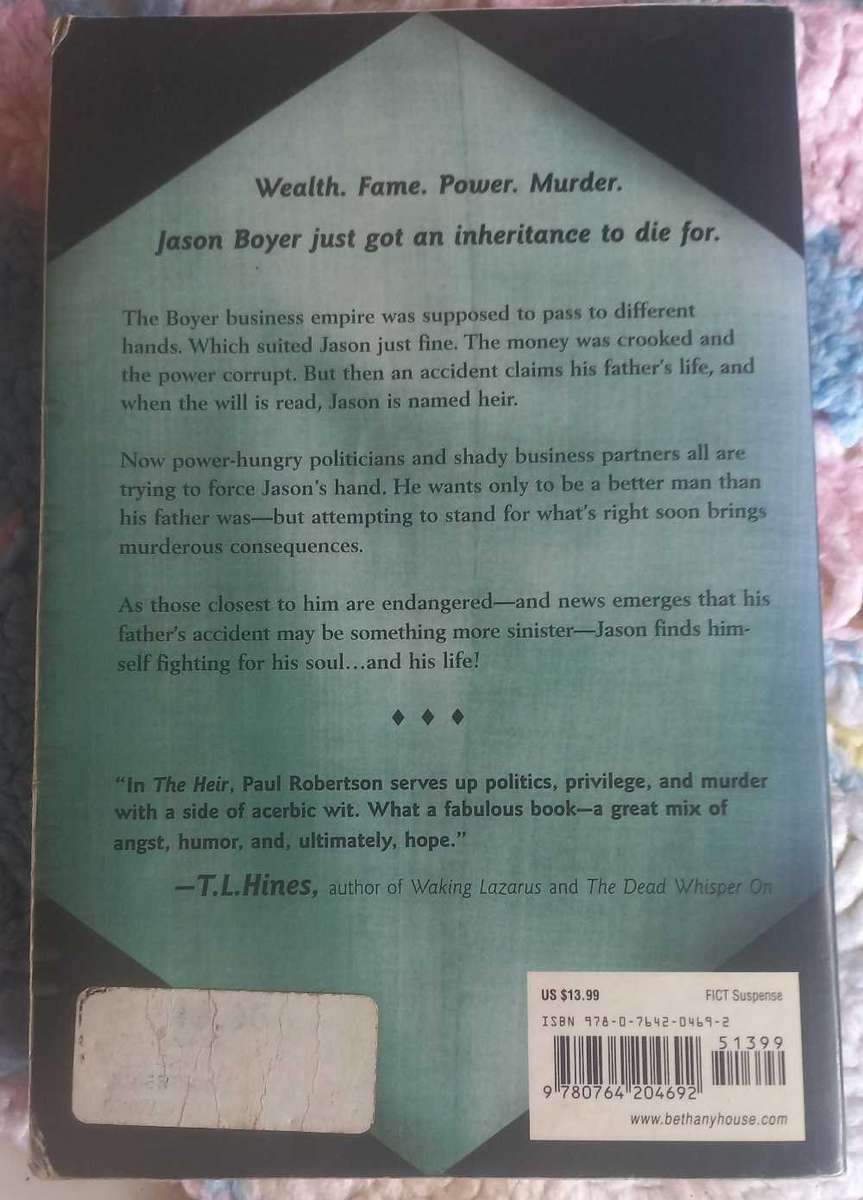 Wealth. Fame. Power. Murder.
Jason Boyer just got an inheritance to die for.
The Boyer business empire was supposed to pass to different
hands. Which suited Jason just fine. The money was crooked and
the power corrupt. But then an accident claims his father's life, and
when the will is read, Jason is named heir.
Now power-hungry politicians and shady business partners all are
trying to force Jason's hand. He wants only to be a better man than
his father was—but attempting to stand for what's right soon brings
murderous consequences.
As those closest to him are endangered—and news emerges that his
father's accident may be something more sinister—Jason finds him-
self fighting for his soul…and his life!
"In The Heir, Paul Robertson serves up politics, privilege, and murder
with a side of acerbic wit. What a fabulous book—a great mix of
angst, humor, and, ultimately, hope."
—T.L.Hines, author of Waking Lazarus and The Dead Whisper On
US $13.99 FICT Suspense
ISBN 978-0-7642-0469-2
51399
9 780764 204692
www.bethanyhouse.com